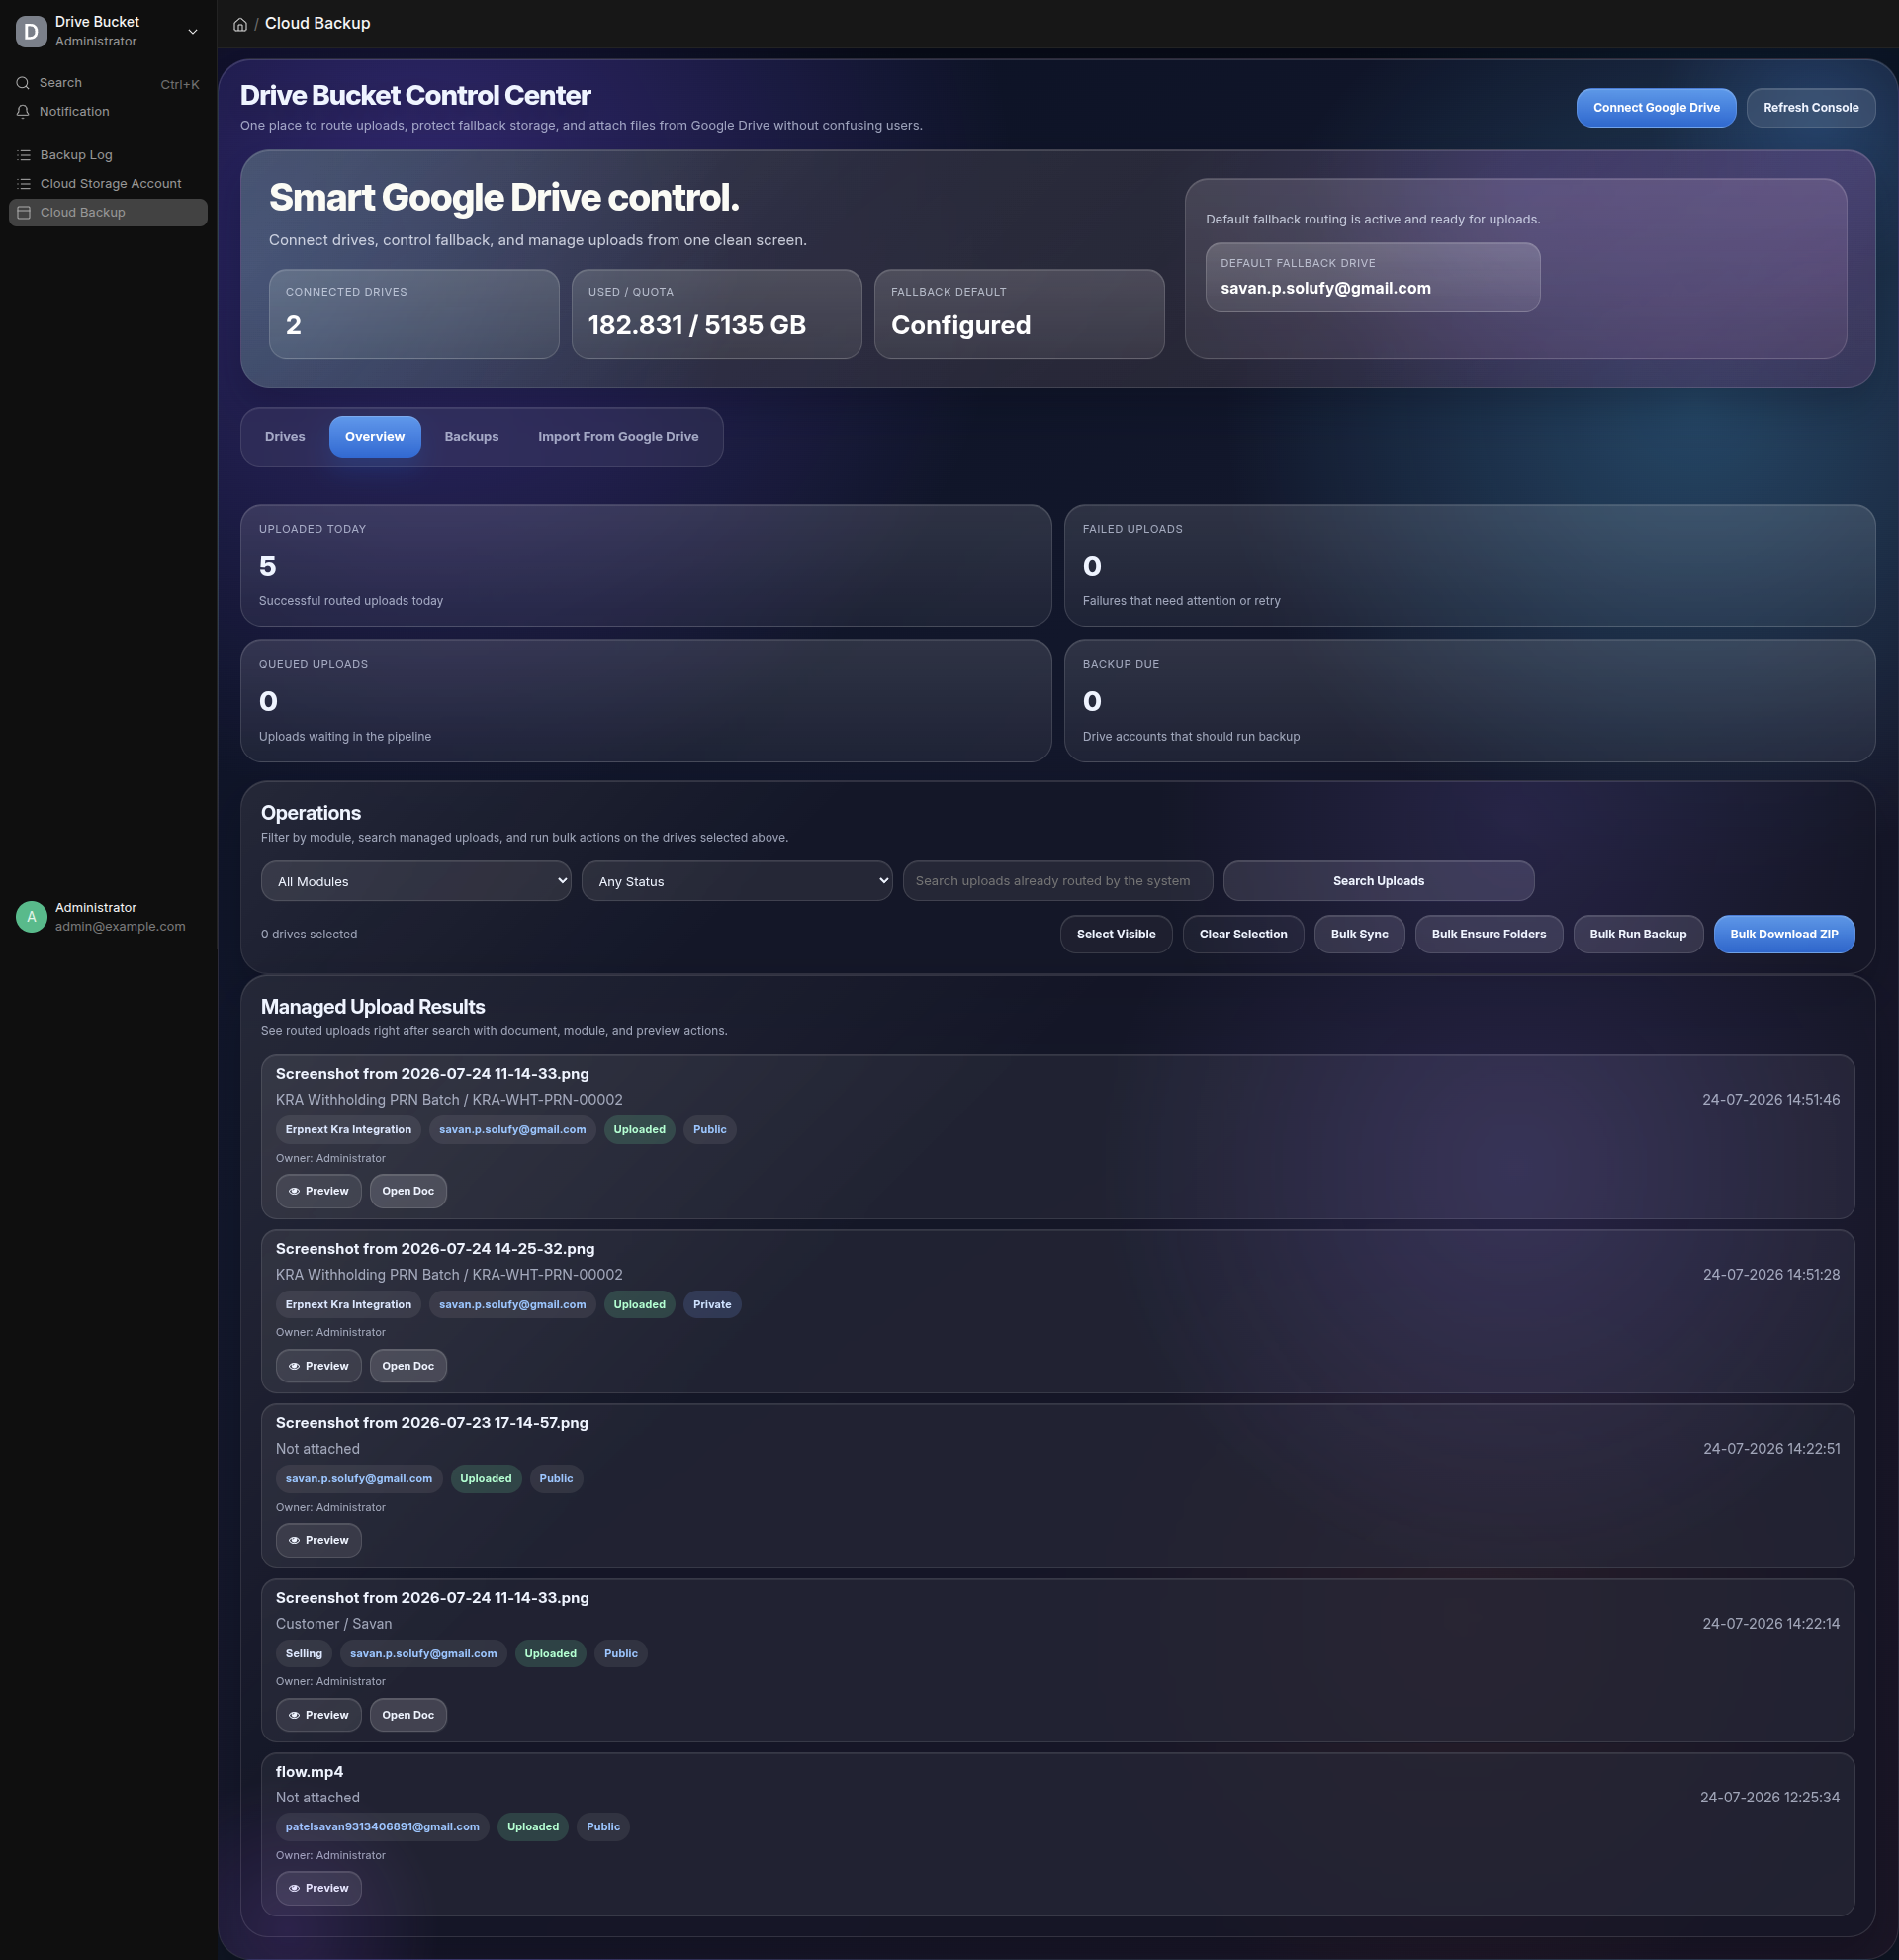 D
Drive Bucket
Administrator
Search Ctrl+K
Notification
Backup Log
Cloud Storage Account
Cloud Backup
A
Administrator
admin@example.com
/ Cloud Backup
Drive Bucket Control Center
One place to route uploads, protect fallback storage, and attach files from Google Drive without confusing users.
Connect Google Drive
Refresh Console
Smart Google Drive control.
Connect drives, control fallback, and manage uploads from one clean screen.
CONNECTED DRIVES
2
USED / QUOTA
182.831 / 5135 GB
FALLBACK DEFAULT
Configured
Default fallback routing is active and ready for uploads.
DEFAULT FALLBACK DRIVE
savan.p.solufy@gmail.com
Drives
Overview
Backups
Import From Google Drive
UPLOADED TODAY
5
Successful routed uploads today
FAILED UPLOADS
0
Failures that need attention or retry
QUEUED UPLOADS
0
Uploads waiting in the pipeline
BACKUP DUE
0
Drive accounts that should run backup
Operations
Filter by module, search managed uploads, and run bulk actions on the drives selected above.
All Modules
Any Status
Search uploads already routed by the system
Search Uploads
0 drives selected
Select Visible
Clear Selection
Bulk Sync
Bulk Ensure Folders
Bulk Run Backup
Bulk Download ZIP
Managed Upload Results
See routed uploads right after search with document, module, and preview actions.
Screenshot from 2026-07-24 11-14-33.png
KRA Withholding PRN Batch / KRA-WHT-PRN-00002
24-07-2026 14:51:46
Erpnext Kra Integration savan.p.solufy@gmail.com Uploaded Public
Owner: Administrator
Preview Open Doc
Screenshot from 2026-07-24 14-25-32.png
KRA Withholding PRN Batch / KRA-WHT-PRN-00002
24-07-2026 14:51:28
Erpnext Kra Integration savan.p.solufy@gmail.com Uploaded Private
Owner: Administrator
Preview Open Doc
Screenshot from 2026-07-23 17-14-57.png
Not attached
24-07-2026 14:22:51
savan.p.solufy@gmail.com Uploaded Public
Owner: Administrator
Preview
Screenshot from 2026-07-24 11-14-33.png
Customer / Savan
24-07-2026 14:22:14
Selling savan.p.solufy@gmail.com Uploaded Public
Owner: Administrator
Preview Open Doc
flow.mp4
Not attached
24-07-2026 12:25:34
patelsavan9313406891@gmail.com Uploaded Public
Owner: Administrator
Preview